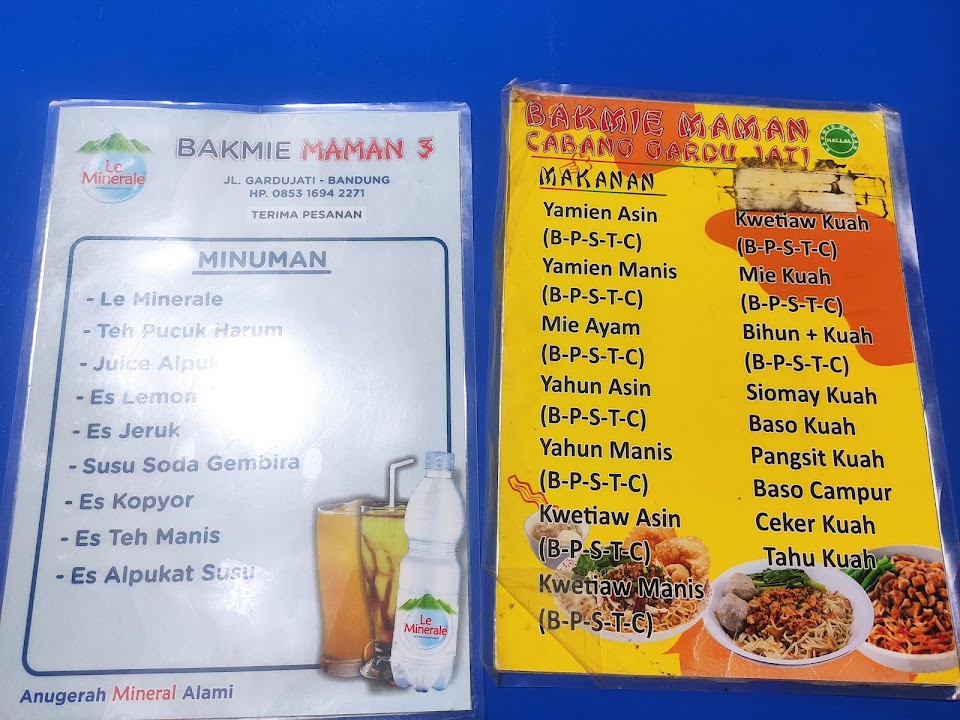 Le
Minerale
BAKMIE MAMAN 3
JL. GARDUJATI - BANDUNG
HP. 0853 1694 2271
TERIMA PESANAN
MINUMAN
- Le Minerale
- Teh Pucuk Harum
- Juice Alpu
- Es Lemon
- Es Jeruk
- Susu Soda Gembira
- Es Kopyor
- Es Teh Manis
- Es Alpukat Susu
Le
Minerale
Anugerah Mineral Alami
BAKMIE MAMAN
CABANG GARDU JATI
HALLAL
MAKANAN
Yamien Asin
(B-P-S-T-C)
Yamien Manis
(B-P-S-T-C)
Mie Ayam
(B-P-S-T-C)
Yahun Asin
(B-P-S-T-C)
Yahun Manis
(B-P-S-T-C)
Kwetiaw Asin
(B-P-S-T-C)
Kwetiaw Manis
(B-P-S-T-C)
Kwetiaw Kuah
(B-P-S-T-C)
Mie Kuah
(B-P-S-T-C)
Bihun + Kuah
(B-P-S-T-C)
Siomay Kuah
Baso Kuah
Pangsit Kuah
Baso Campur
Ceker Kuah
Tahu Kuah